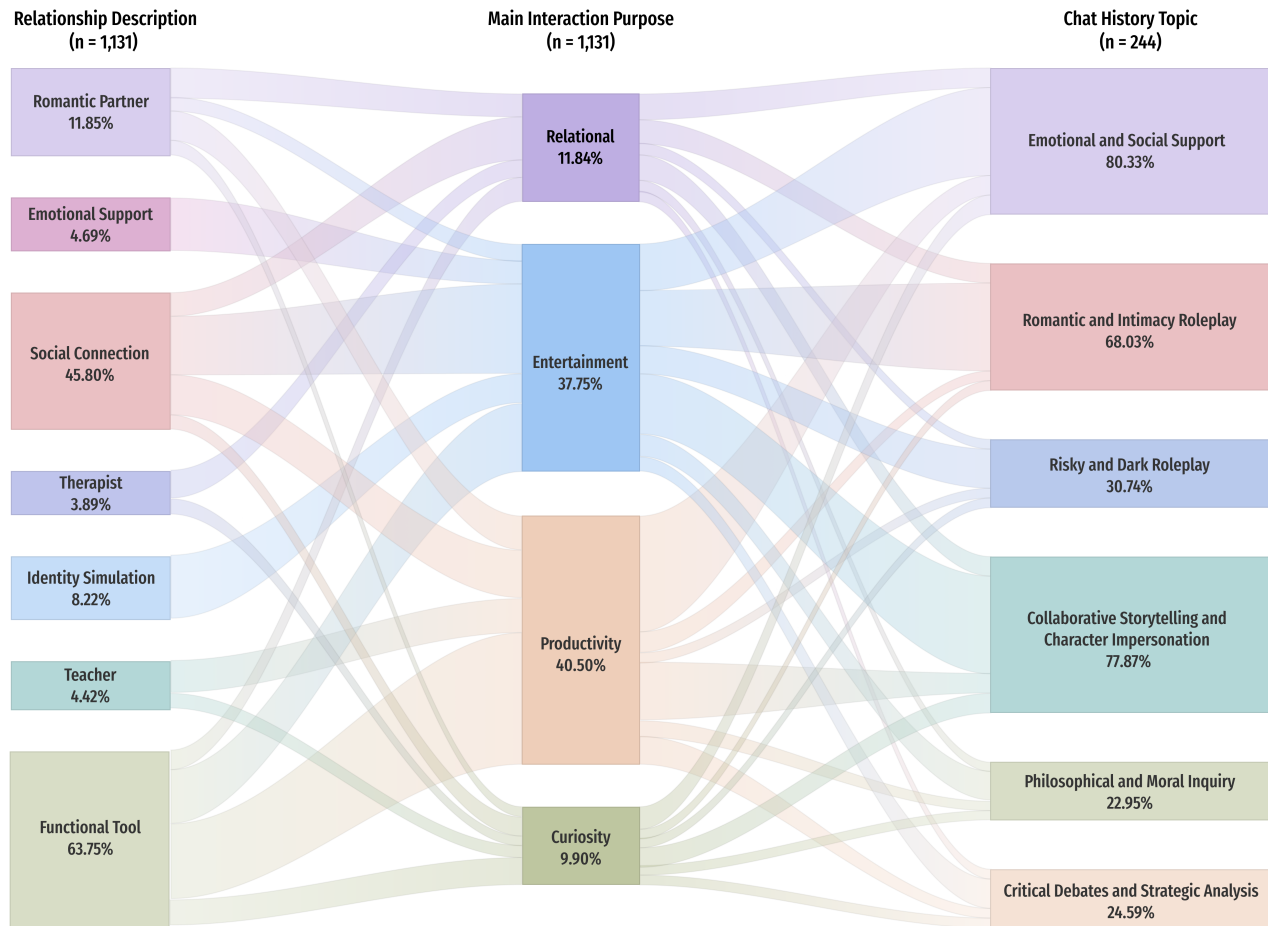 Relationship Description
(n = 1,131)
Romantic Partner
11.85%
Emotional Support
4.69%
Social Connection
45.80%
Therapist
3.89%
Identity Simulation
8.22%
Teacher
4.42%
Functional Tool
63.75%
Main Interaction Purpose
(n = 1,131)
Relational
11.84%
Entertainment
37.75%
Productivity
40.50%
Curiosity
9.90%
Chat History Topic
(n = 244)
Emotional and Social Support
80.33%
Romantic and Intimacy Roleplay
68.03%
Risky and Dark Roleplay
30.74%
Collaborative Storytelling and
Character Impersonation
77.87%
Philosophical and Moral Inquiry
22.95%
Critical Debates and Strategic Analysis
24.59%